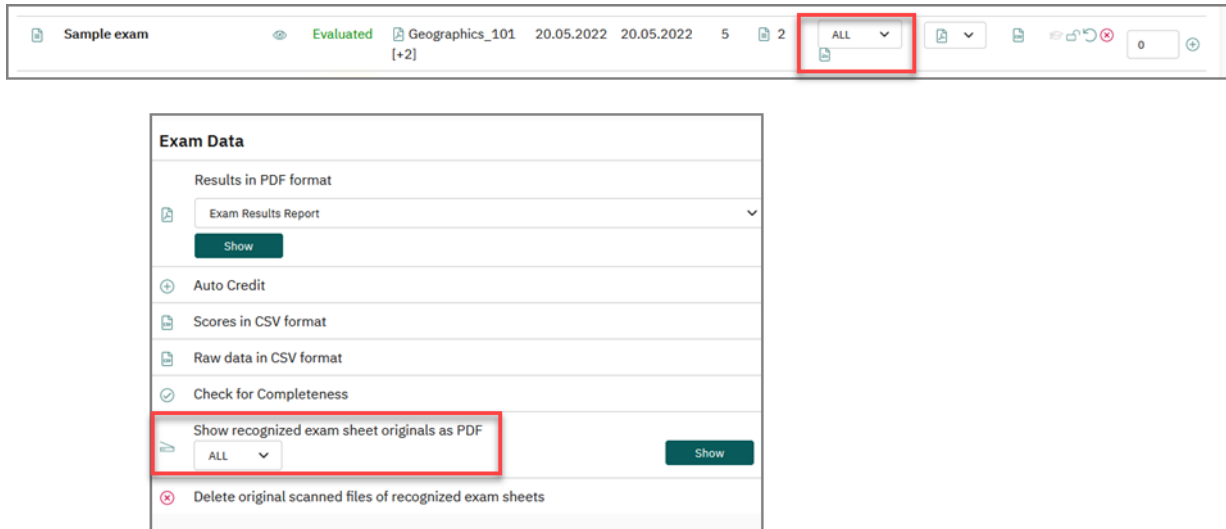 Sample exam Evaluated Geographics_101 20.05.2022 20.05.2022 5 2 ALL 0
[+2]
Exam Data
Results in PDF format
Exam Results Report
Show
Auto Credit
Scores in CSV format
Raw data in CSV format
Check for Completeness
Show recognized exam sheet originals as PDF
ALL Show
Delete original scanned files of recognized exam sheets